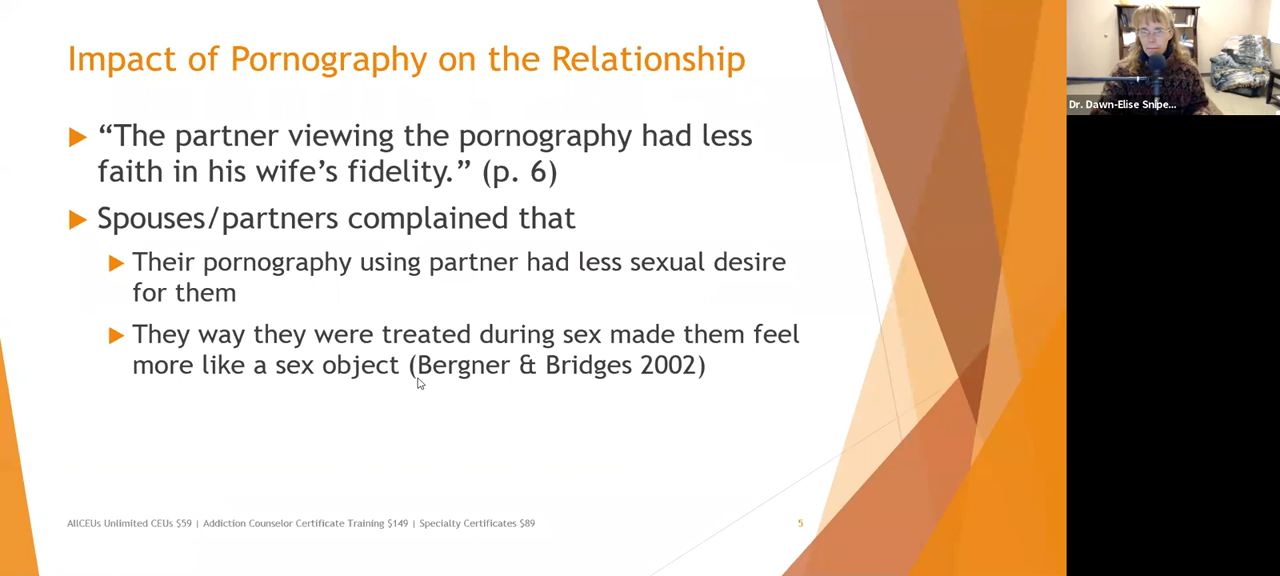 Impact of Pornography on the Relationship
“The partner viewing the pornography had less
faith in his wife’s fidelity.” (p. 6)
Spouses/partners complained that
Their pornography using partner had less sexual desire
for them
They way they were treated during sex made them feel
more like a sex object (Bergner & Bridges 2002)
AllCEUs Unlimited CEUs $59 | Addiction Counselor Certificate Training $149 | Specialty Certificates $89
5
Dr. Dawn-Elise Snipe...